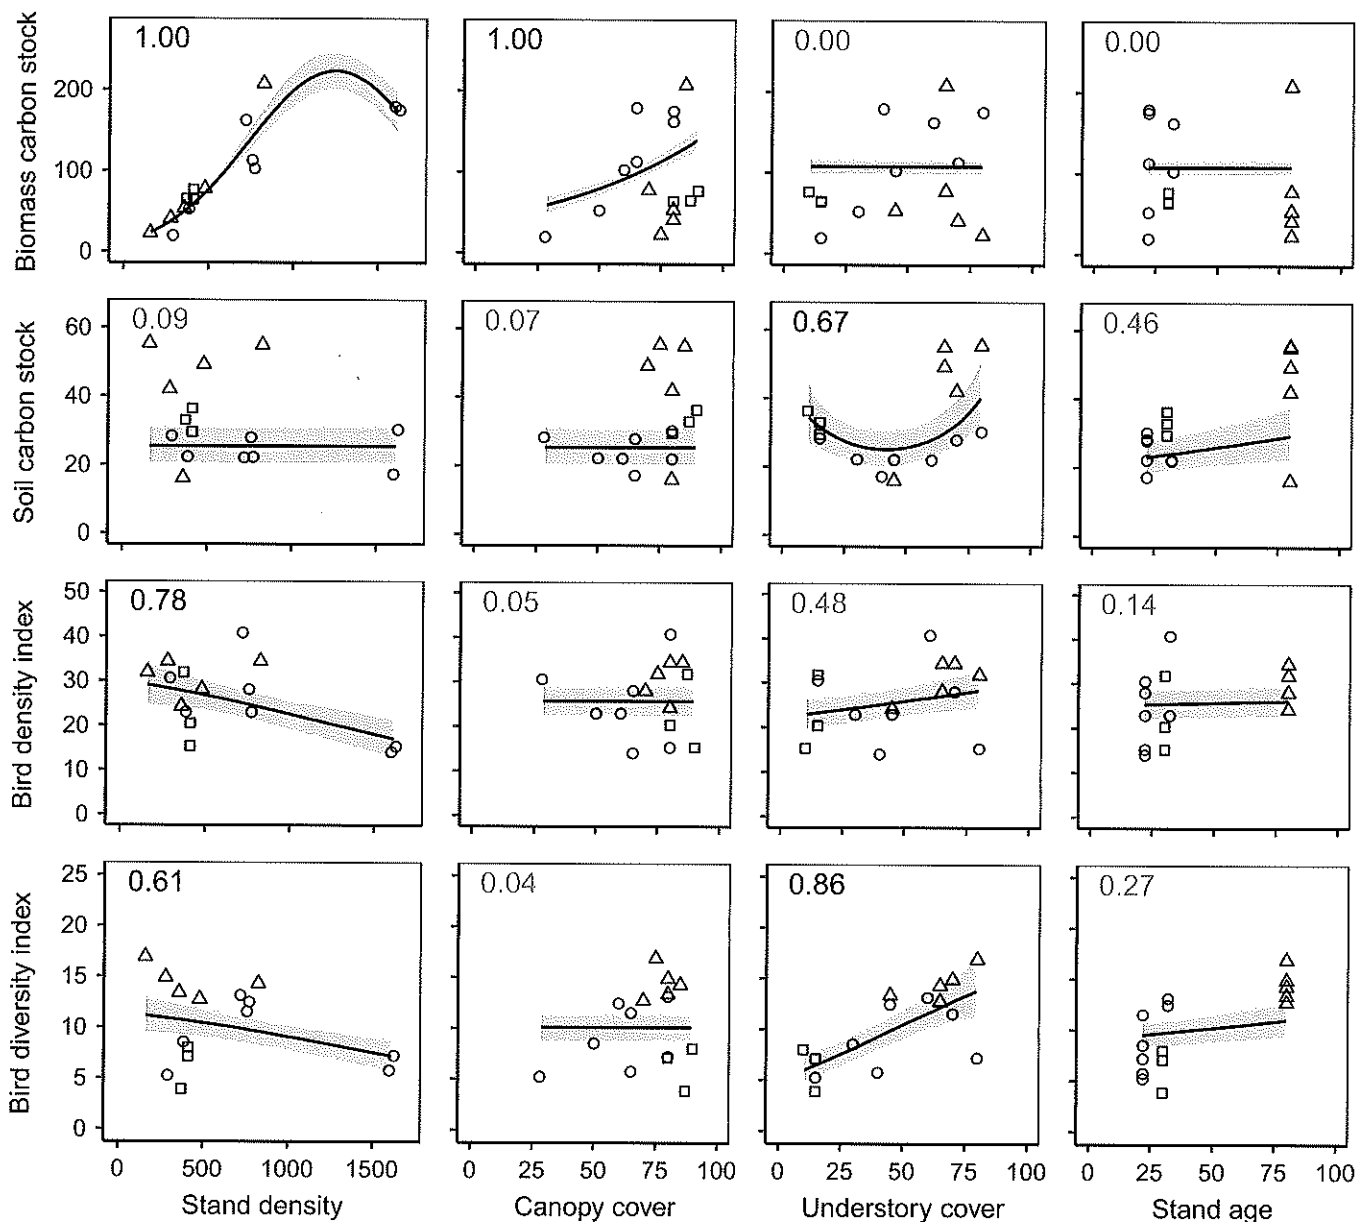 1.00
1.00
0.00
0.00
Biomass carbon stock
200
100
0
0.09
0.07
0.67
0.46
Soil carbon stock
60
40
20
0
0.78
0.05
0.48
0.14
Bird density index
50
40
30
20
10
0
0.61
0.04
0.86
0.27
Bird diversity index
25
20
15
10
5
0
0 500 1000 1500
0 25 50 75 100
0 25 50 75 100
0 25 50 75 100
Stand density
Canopy cover
Understory cover
Stand age